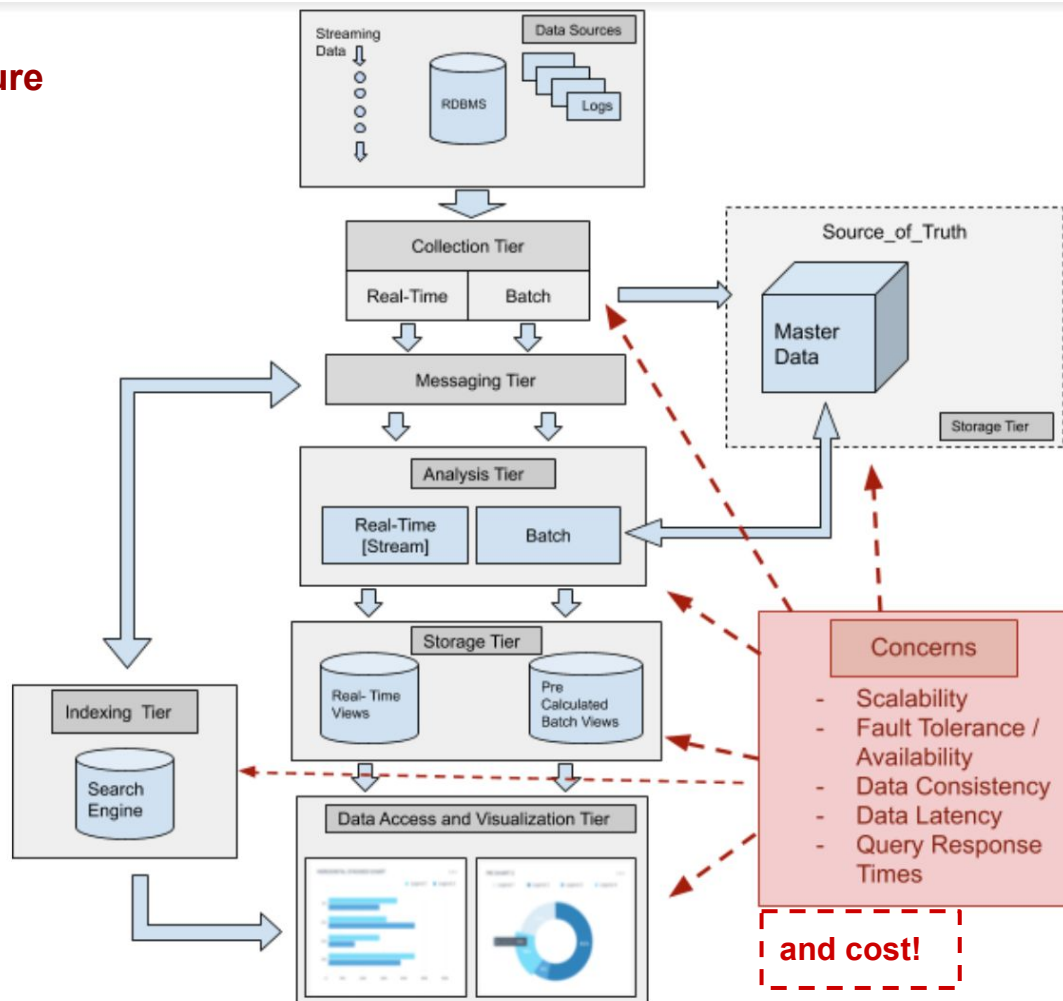 ure
Streaming
Data
Data Sources
RDBMS
Logs
Collection Tier
Real-Time
Batch
Source_of_Truth
Master
Data
Storage Tier
Messaging Tier
Analysis Tier
Real-Time
[Stream]
Batch
Storage Tier
Real- Time
Views
Pre
Calculated
Batch Views
Indexing Tier
Search
Engine
Data Access and Visualization Tier
Concerns
- Scalability
- Fault Tolerance /
Availability
- Data Consistency
- Data Latency
- Query Response
Times
and cost!